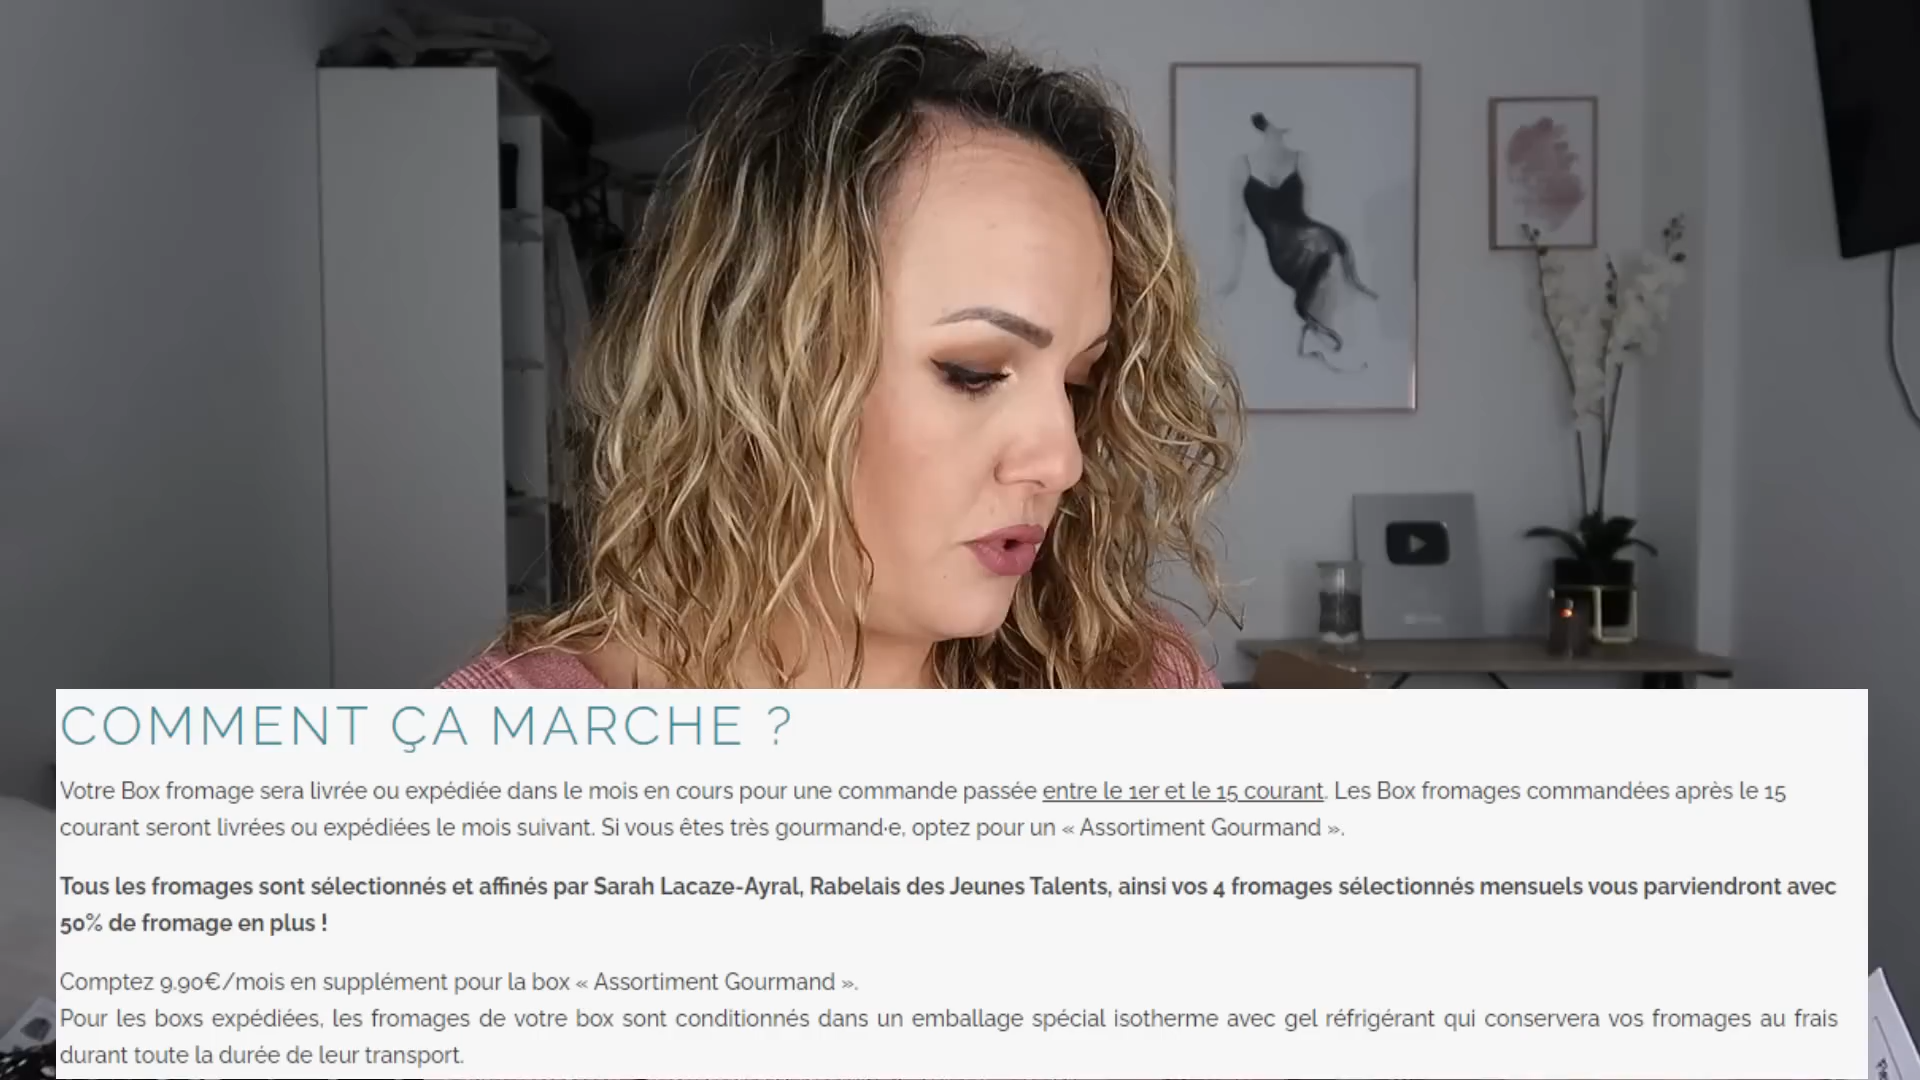 COMMENT ÇA MARCHE ?
Votre Box fromage sera livrée ou expédiée dans le mois en cours pour une commande passée entre le 1er et le 15 courant. Les Box fromages commandées après le 15
courant seront livrées ou expédiées le mois suivant. Si vous êtes très gourmand·e, optez pour un « Assortiment Gourmand ».
Tous les fromages sont sélectionnés et affinés par Sarah Lacaze-Ayral, Rabelais des Jeunes Talents, ainsi vos 4 fromages sélectionnés mensuels vous parviendront avec
50% de fromage en plus !
Comptez 9.90€/mois en supplément pour la box « Assortiment Gourmand ».
Pour les boxs expédiées, les fromages de votre box sont conditionnés dans un emballage spécial isotherme avec gel réfrigérant qui conservera vos fromages au frais
durant toute la durée de leur transport.